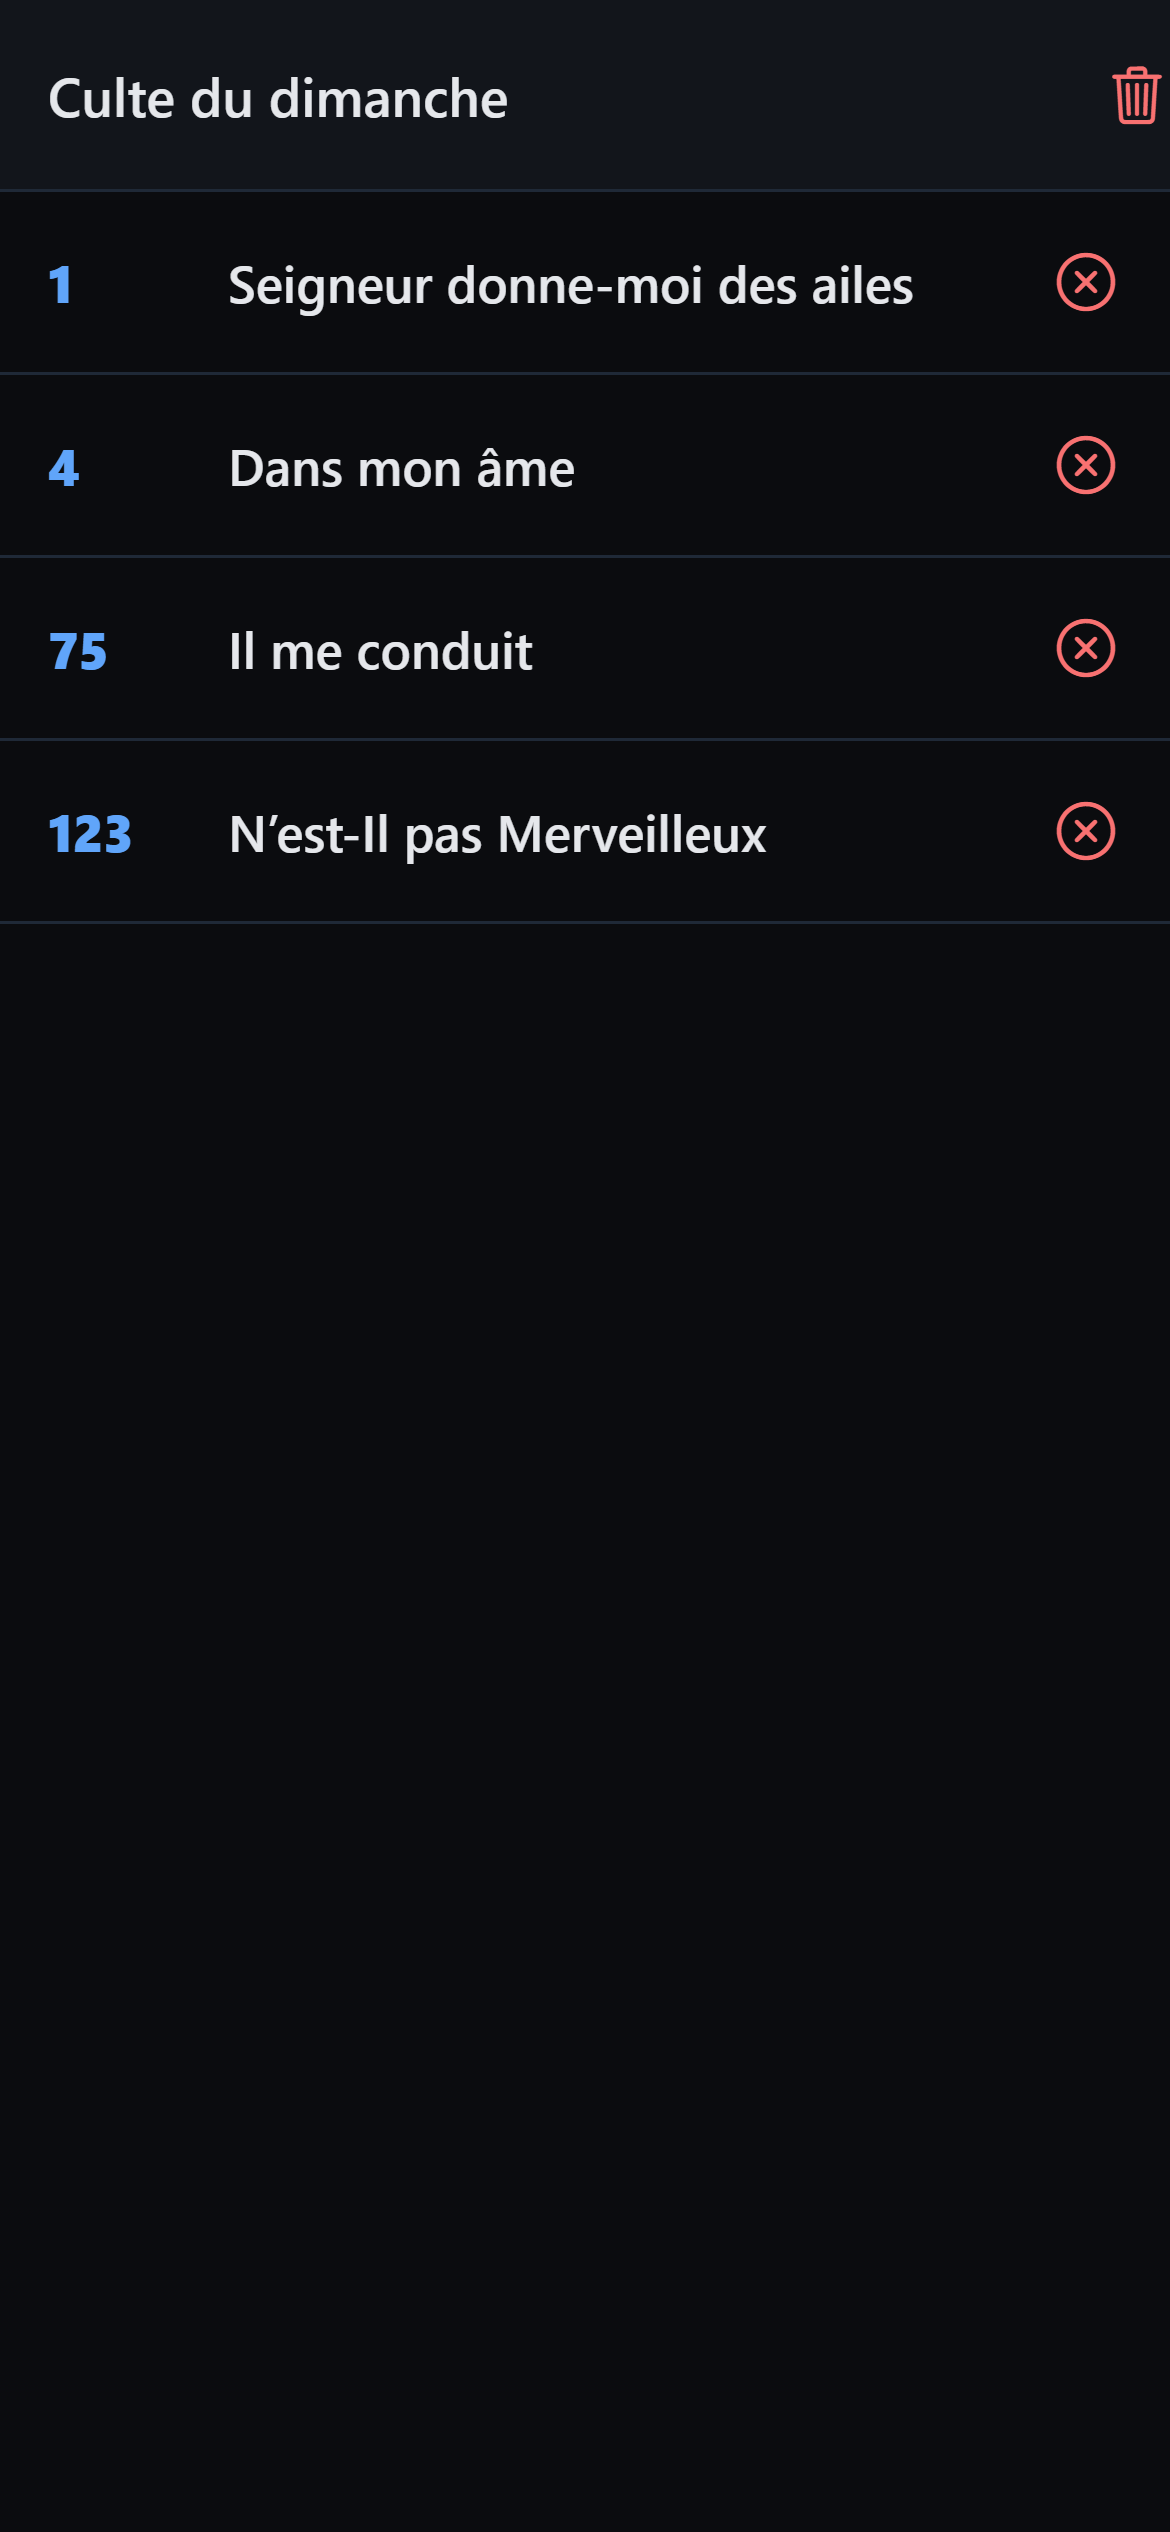 Culte du dimanche
1 Seigneur donne-moi des ailes
4 Dans mon âme
75 Il me conduit
123 N’est-Il pas Merveilleux